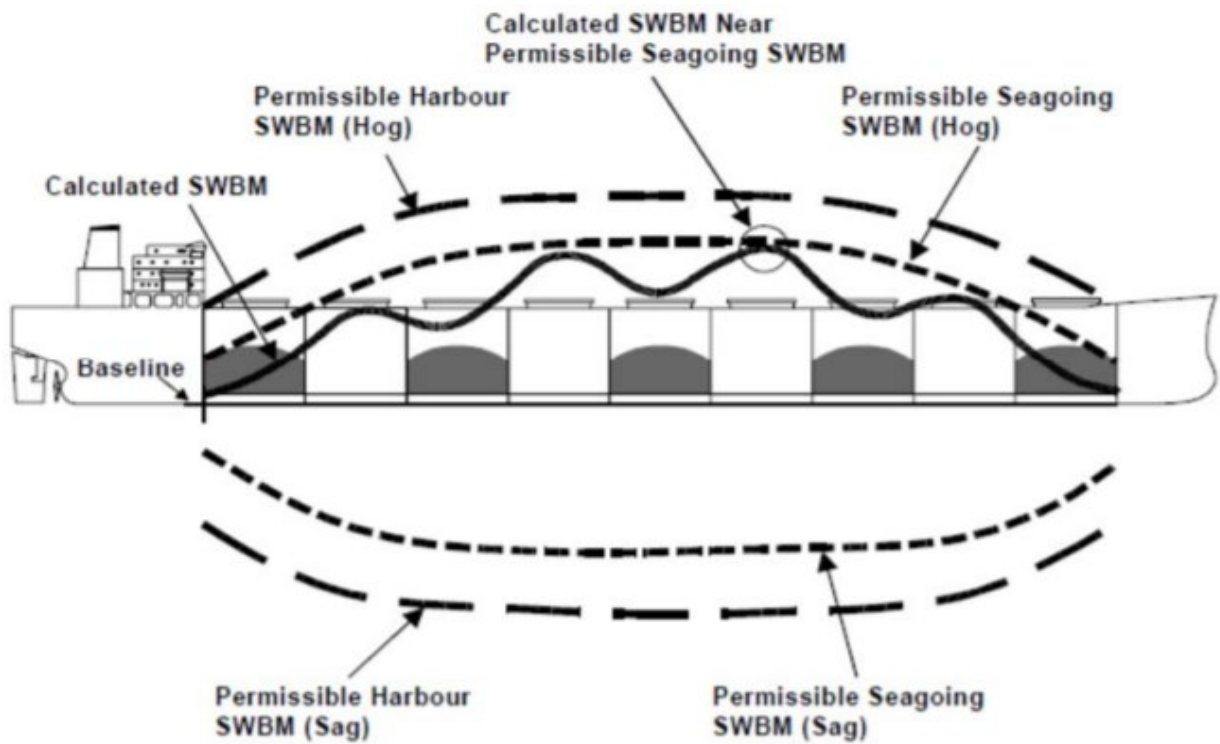 Calculated SWBM Near
Permissible Seagoing SWBM
Permissible Harbour
SWBM (Hog)
Permissible Seagoing
SWBM (Hog)
Calculated SWBM
Baseline
Permissible Harbour
SWBM (Sag)
Permissible Seagoing
SWBM (Sag)